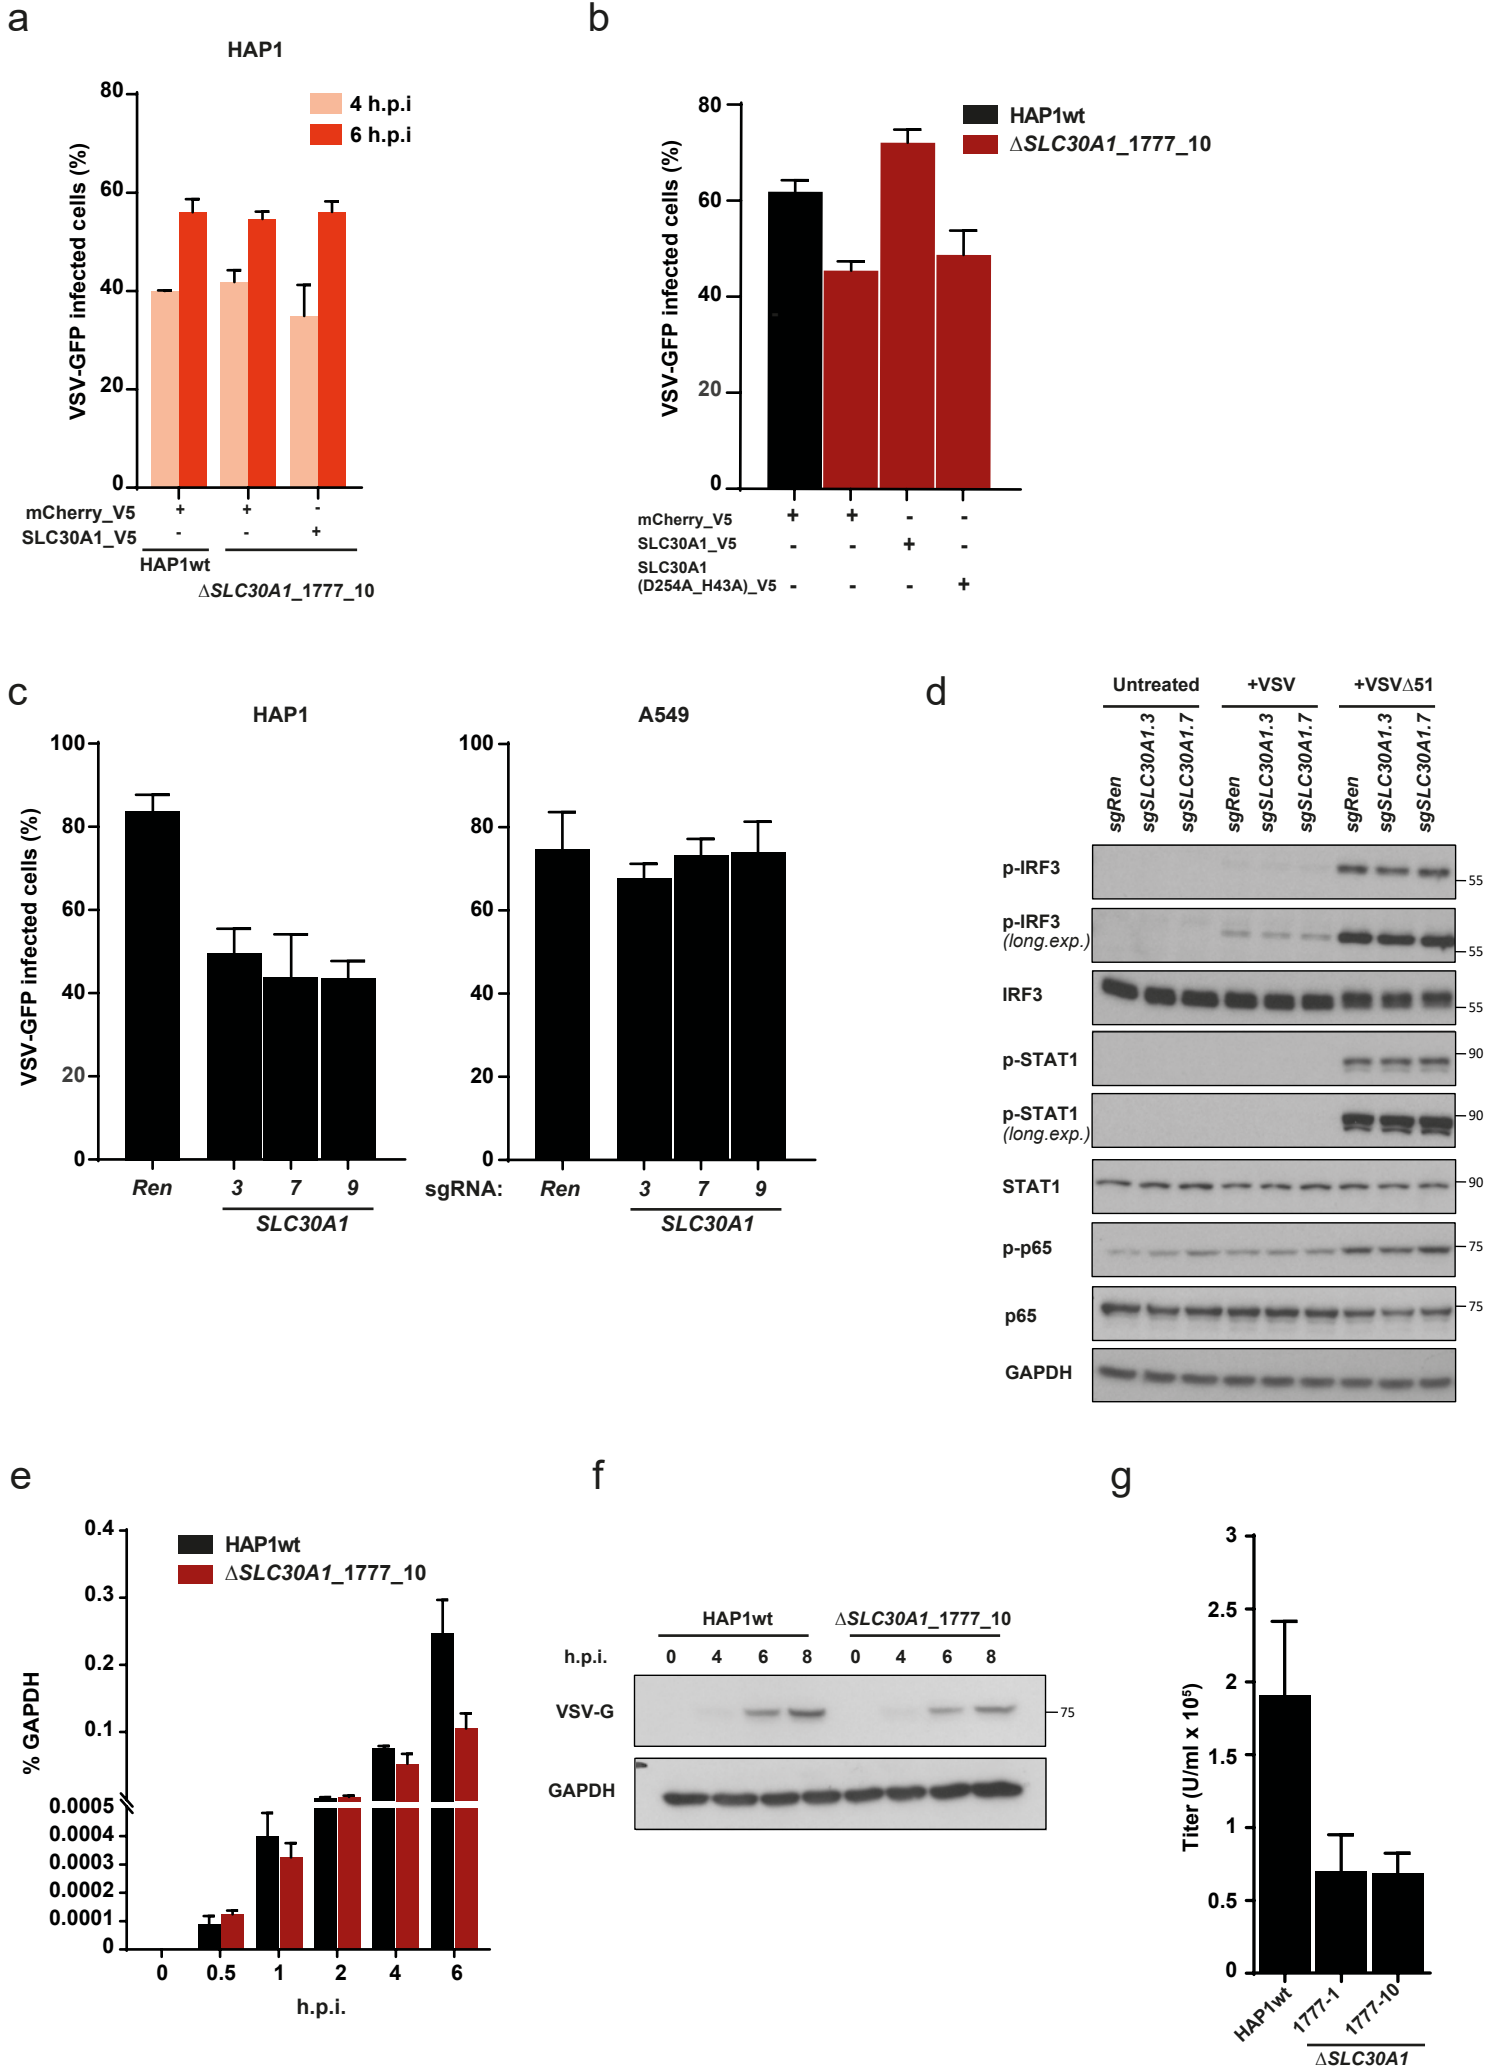 a
HAP1
4 h.p.i
6 h.p.i
VSV-GFP infected cells (%)
80
60
40
20
0
mCherry_V5 + + -
SLC30A1_V5 - - +
HAP1wt
ΔSLC30A1_1777_10
b
HAP1wt
ΔSLC30A1_1777_10
VSV-GFP infected cells (%)
80
60
40
20
0
mCherry_V5 + + - -
SLC30A1_V5 - - + -
SLC30A1
(D254A_H43A)_V5 - - - +
c
HAP1
VSV-GFP infected cells (%)
100
80
60
40
20
0
Ren 3 7 9
SLC30A1
A549
100
80
60
40
20
0
sgRNA: Ren 3 7 9
SLC30A1
d
Untreated +VSV +VSVΔ51
sgRen
sgSLC30A1.3
sgSLC30A1.7
sgRen
sgSLC30A1.3
sgSLC30A1.7
sgRen
sgSLC30A1.3
sgSLC30A1.7
p-IRF3 55
p-IRF3
(long.exp.) 55
IRF3 55
p-STAT1 90
p-STAT1 90
(long.exp.)
STAT1 90
p-p65 75
p65 75
GAPDH
e
HAP1wt
ΔSLC30A1_1777_10
% GAPDH
0.4
0.3
0.2
0.1
0.0005
0.0004
0.0003
0.0002
0.0001
0
0 0.5 1 2 4 6
h.p.i.
f
HAP1wt ΔSLC30A1_1777_10
h.p.i. 0 4 6 8 0 4 6 8
VSV-G 75
GAPDH
g
Titer (U/ml x 10⁵)
3
2.5
2
1.5
1
0.5
0
HAP1wt
1777-1
1777-10
ΔSLC30A1